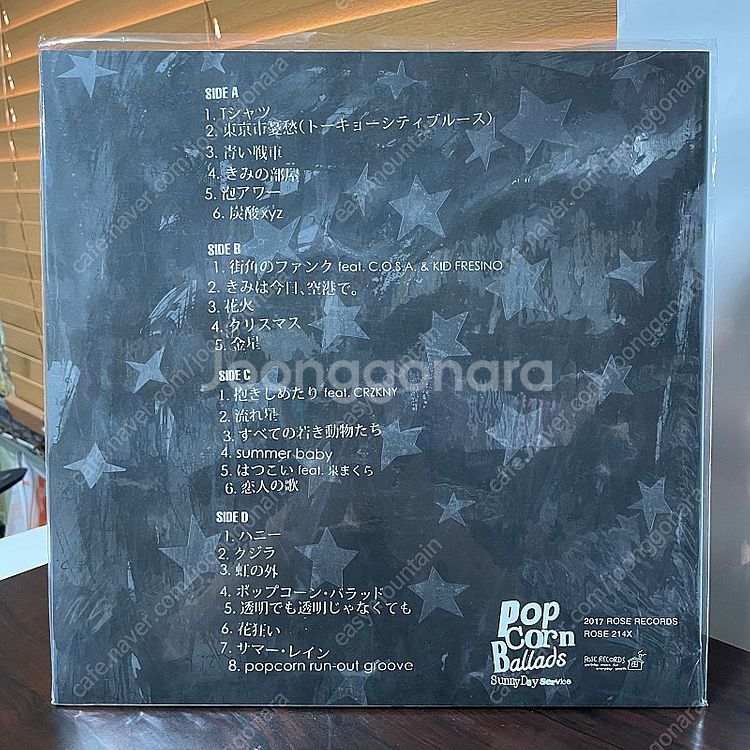 SIDE A
1. Tシャツ
2. 東京市憂愁(トーキョーシティブルース)
3. 青い戦車
4. きみの部屋
5. 泡アワー
6. 炭酸xyz
SIDE B
1. 街角のファンク feat. C.O.S.A. & KID FRESINO
2. きみは今日、空港で。
3. 花火
4. クリスマス
5. 金星
SIDE C
1. 抱きしめたり feat. CRZKNY
2. 流れ星
3. すべての若き動物たち
4. summer baby
5. はつこい feat. 泉まくら
6. 恋人の歌
SIDE D
1. ハニー
2. クジラ
3. 虹の外
4. ポップコーン・バラッド
5. 透明でも透明じゃなくても
6. 花狂い
7. サマー・レイン
8. popcorn run-out groove
Pop
Corn
Ballads
Sunny Day Service
2017 ROSE RECORDS
ROSE 214X
ROSE RECORDS
Joonggonara
cafe.naver.com/joonggonara
easymountain